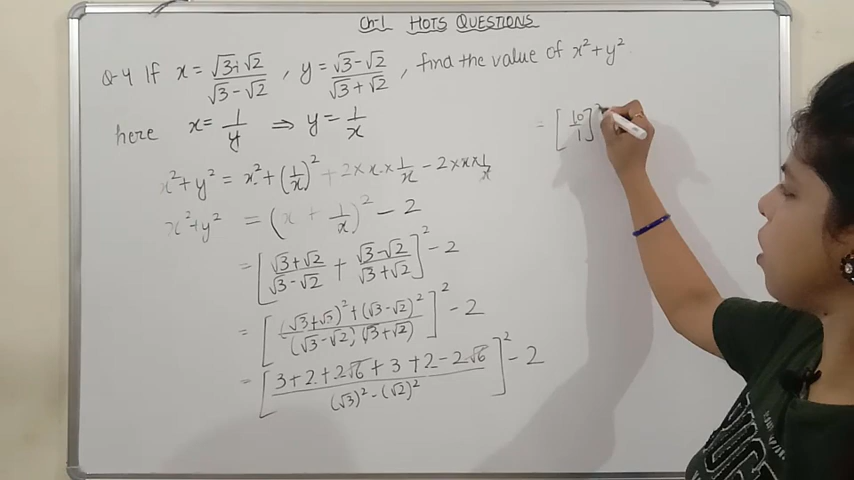 Ch-1 HOTS QUESTIONS
Q-4 If x = (√3+√2)/(√3-√2) , y = (√3-√2)/(√3+√2) , find the value of x²+y²
here x = 1/y ⇒ y = 1/x
x²+y² = x² + (1/x)² + 2×x×1/x - 2×x×1/x
x²+y² = (x + 1/x)² - 2
= [(√3+√2)/(√3-√2) + (√3-√2)/(√3+√2)]² - 2
= [((√3+√2)² + (√3-√2)²)/((√3-√2)(√3+√2))]² - 2
= [(3+2+2√6+3+2-2√6)/((√3)²-(√2)²)]² - 2
= [10/1]²